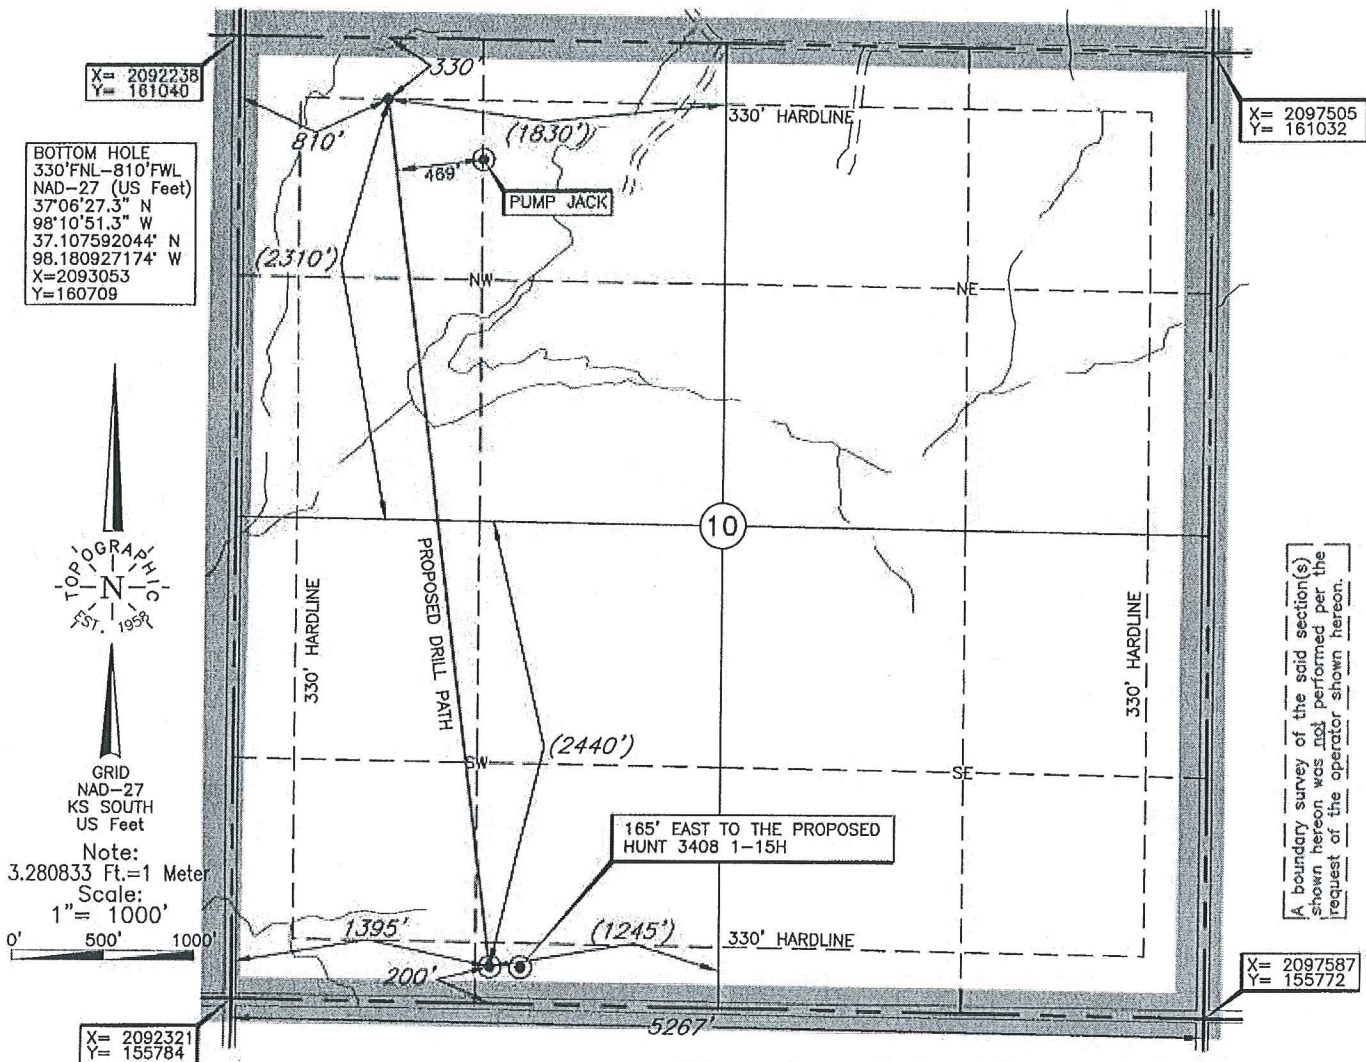 X= 2092238
Y= 161040
330'
X= 2097505
Y= 161032
810'
(1830')
330' HARDLINE
BOTTOM HOLE
330'FNL-810'FWL
NAD-27 (US Feet)
37°06'27.3" N
98°10'51.3" W
37.107592044° N
98.180927174° W
X=2093053
Y=160709
469'
PUMP JACK
(2310')
NW
NE
TOPOGRAPHIC
N
EST. 1958
10
PROPOSED DRILL PATH
330' HARDLINE
330' HARDLINE
A boundary survey of the said section(s)
shown hereon was not performed per the
request of the operator shown hereon.
(2440')
SW
SE
GRID
NAD-27
KS SOUTH
US Feet
Note:
3.280833 Ft.=1 Meter
Scale:
1"= 1000'
0' 500' 1000'
165' EAST TO THE PROPOSED
HUNT 3408 1-15H
1395'
(1245')
330' HARDLINE
200'
X= 2097587
Y= 155772
5267'
X= 2092321
Y= 155784